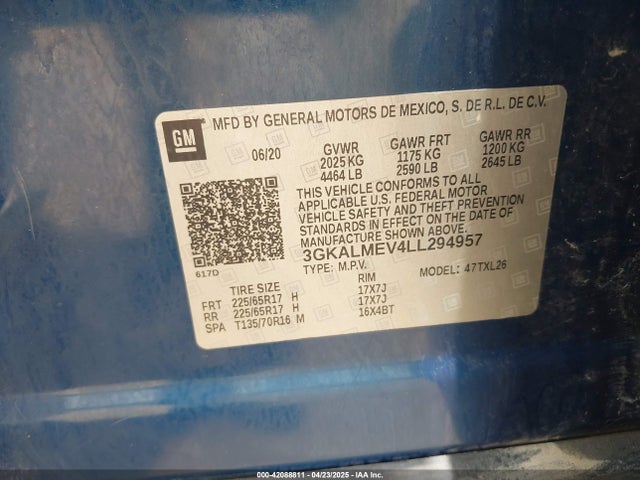 GM
MFD BY GENERAL MOTORS DE MEXICO, S. DE R.L. DE C.V.
06/20 GVWR GAWR FRT GAWR RR
2025 KG 1175 KG 1200 KG
4464 LB 2590 LB 2645 LB
THIS VEHICLE CONFORMS TO ALL
APPLICABLE U.S. FEDERAL MOTOR
VEHICLE SAFETY AND THEFT PREVENTION
STANDARDS IN EFFECT ON THE DATE OF
MANUFACTURE SHOWN ABOVE.
617D 3GKALMEV4LL294957
TYPE: M.P.V. MODEL: 47TXL26
TIRE SIZE RIM
FRT 225/65R17 H 17X7J
RR 225/65R17 H 17X7J
SPA T135/70R16 M 16X4BT
© 000-42088811 - 04/23/2025 - IAAI.COM